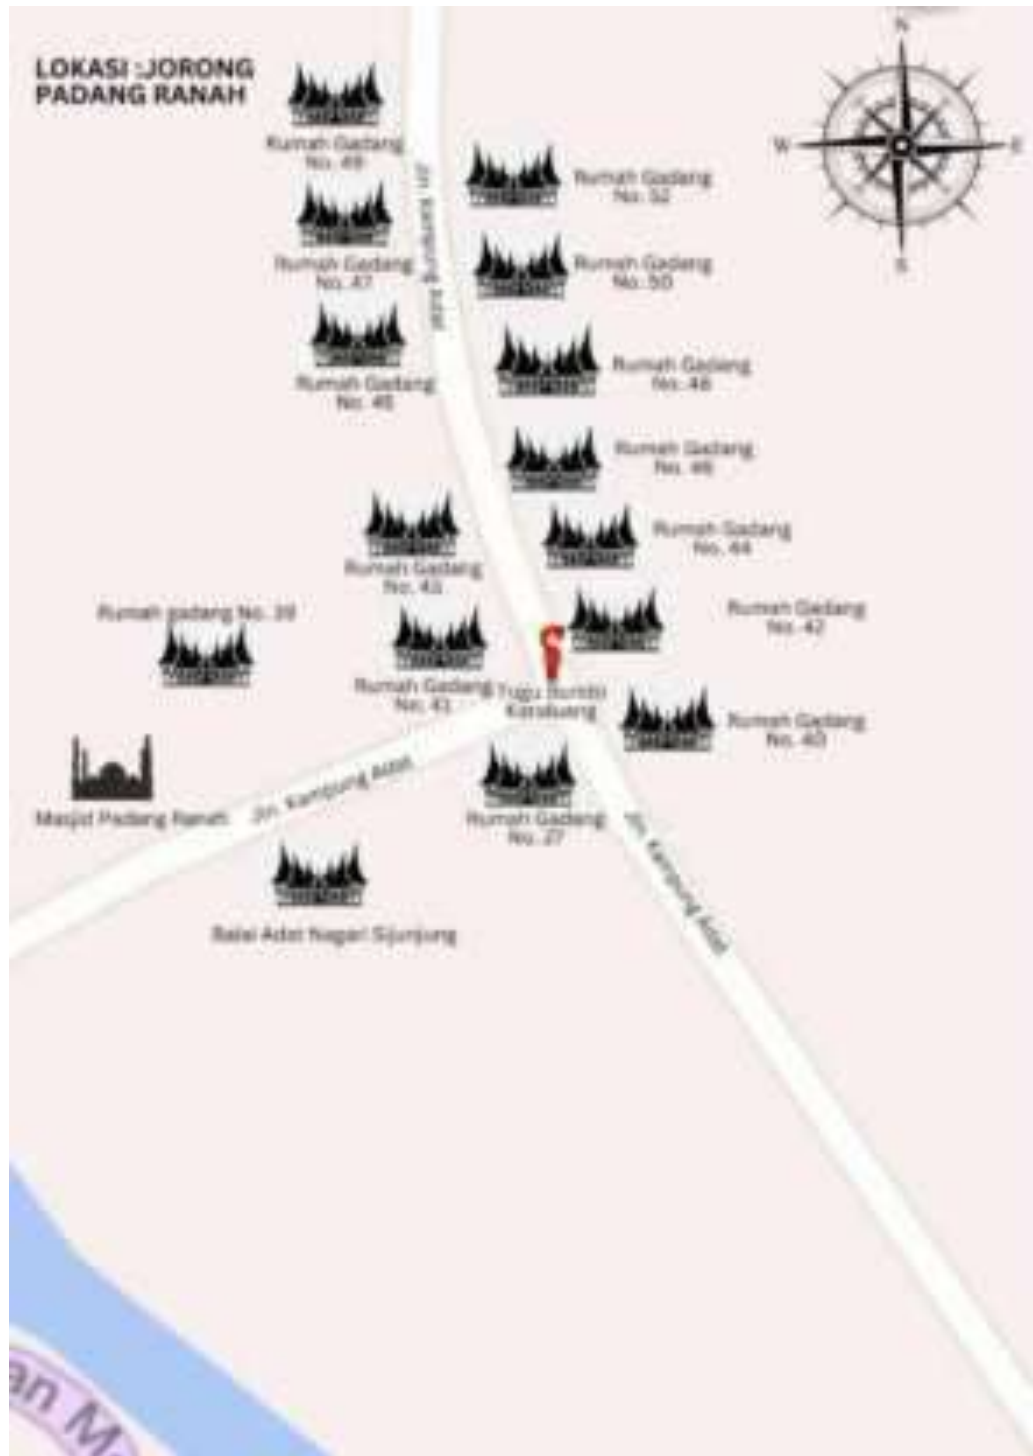 LOKASI :JORONG
PADANG RANAH
N
W
E
S
Rumah Gadang
No. 49
Rumah Gadang
No. 52
Jln. Kampung Adat
Rumah Gadang
No. 47
Rumah Gadang
No. 50
Rumah Gadang
No. 45
Rumah Gadang
No. 48
Rumah Gadang
No. 46
Rumah Gadang
No. 44
Rumah Gadang
No. 43
Rumah gadang No. 39
Rumah Gadang
No. 42
Rumah Gadang
No. 41
Tugu
Rumah Gadang
No. 40
Jln. Kampung Adat
Masjid Padang Ranah
Rumah Gadang
No. 37
Jln. Kampung Adat
Balai Adat Nagari Sijunjung
an